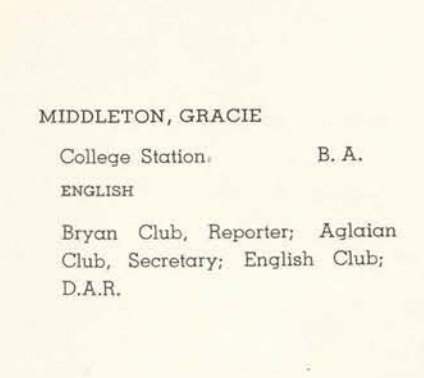 MIDDLETON, GRACIE
College Station. B. A.
ENGLISH
Bryan Club, Reporter; Aglaian
Club, Secretary; English Club;
D.A.R.